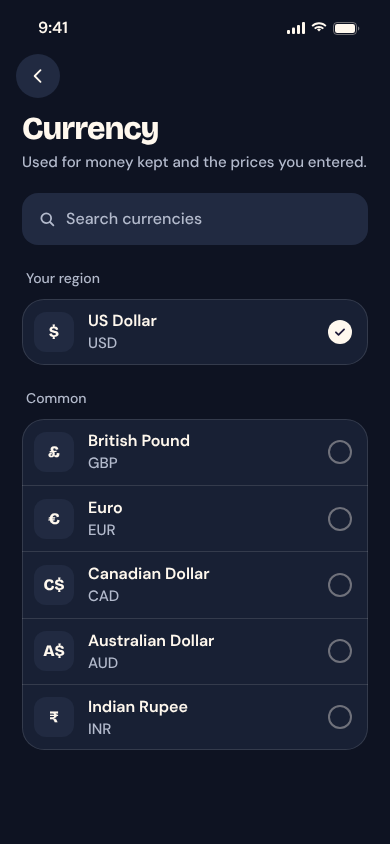 9:41
Currency
Used for money kept and the prices you entered.
Search currencies
Your region
$
US Dollar
USD
Common
£
British Pound
GBP
€
Euro
EUR
C$
Canadian Dollar
CAD
A$
Australian Dollar
AUD
₹
Indian Rupee
INR